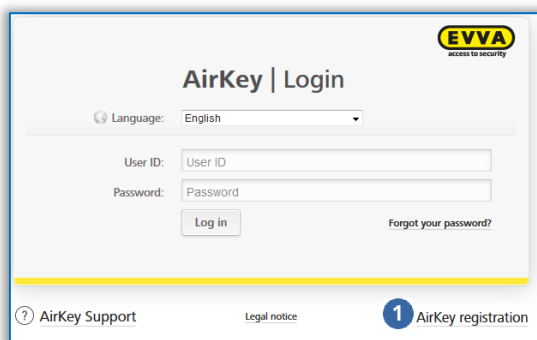 EVVA
access to security
AirKey | Login
Language: English
User ID: User ID
Password: Password
Log in Forgot your password?
? AirKey Support Legal notice 1 AirKey registration